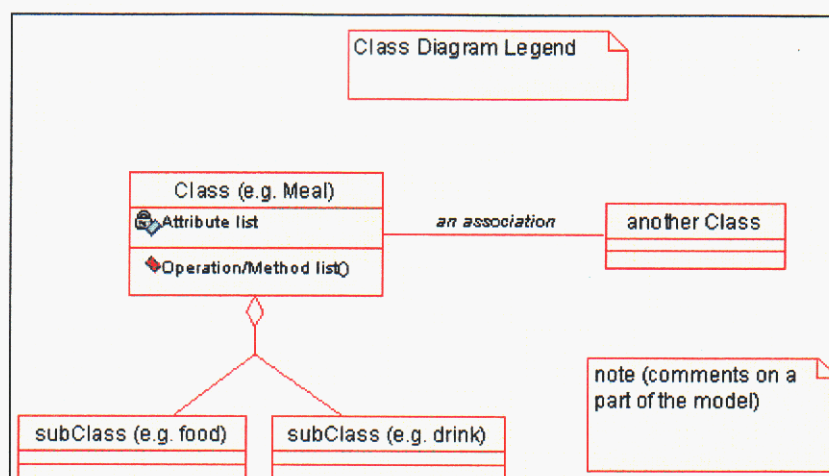 Class Diagram Legend
Class (e.g. Meal)
Attribute list
Operation/Method list()
an association
another Class
note (comments on a
part of the model)
subClass (e.g. food)
subClass (e.g. drink)